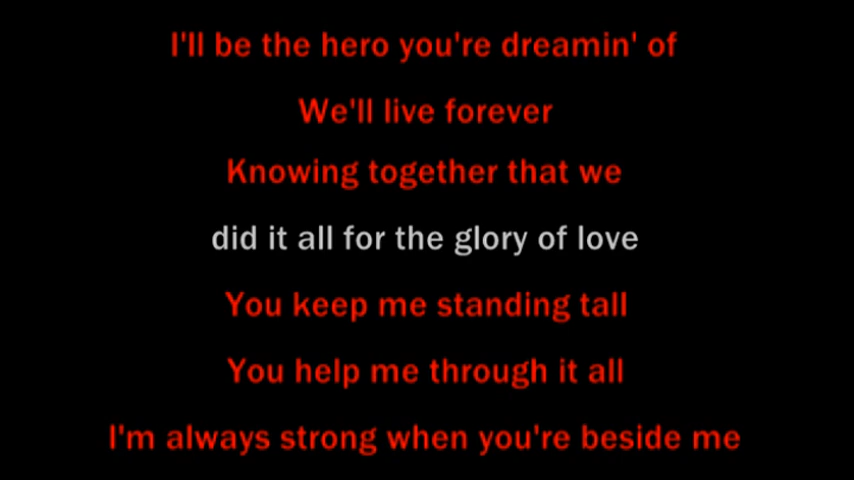 I'll be the hero you're dreamin' of
We'll live forever
Knowing together that we
did it all for the glory of love
You keep me standing tall
You help me through it all
I'm always strong when you're beside me